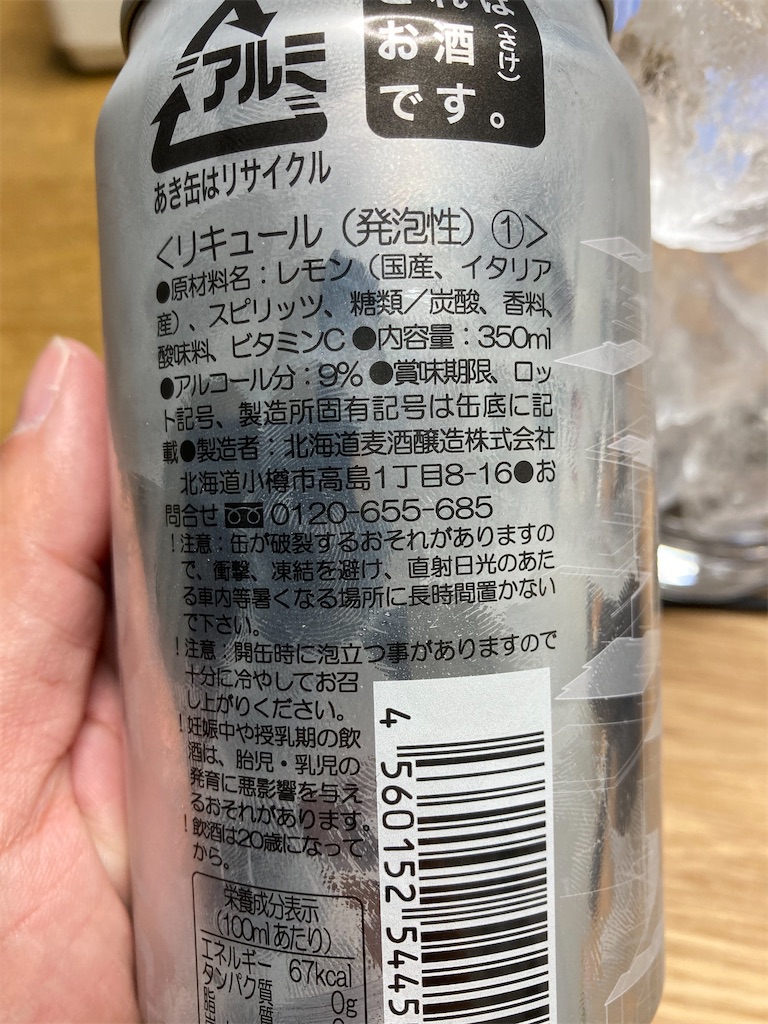 アルミ
お酒(さけ)
です。
あき缶はリサイクル
<リキュール（発泡性）①>
●原材料名：レモン（国産、イタリア
産）、スピリッツ、糖類／炭酸、香料、
酸味料、ビタミンC ●内容量：350ml
●アルコール分：9% ●賞味期限、ロッ
ト記号、製造所固有記号は缶底に記
載●製造者：北海道麦酒醸造株式会社
北海道小樽市高島1丁目8-16●お
問合せ 0120-655-685
！注意：缶が破裂するおそれがありますの
で、衝撃、凍結を避け、直射日光のあた
る車内等暑くなる場所に長時間置かない
で下さい。
！注意：開缶時に泡立つ事がありますので
十分に冷やしてお召
し上がりください。
！妊娠中や授乳期の飲
酒は、胎児・乳児の
発育に悪影響を与え
るおそれがあります。
！飲酒は20歳になって
から。
栄養成分表示
（100mlあたり）
エネルギー 67kcal
タンパク質 0g
4 560152 5445